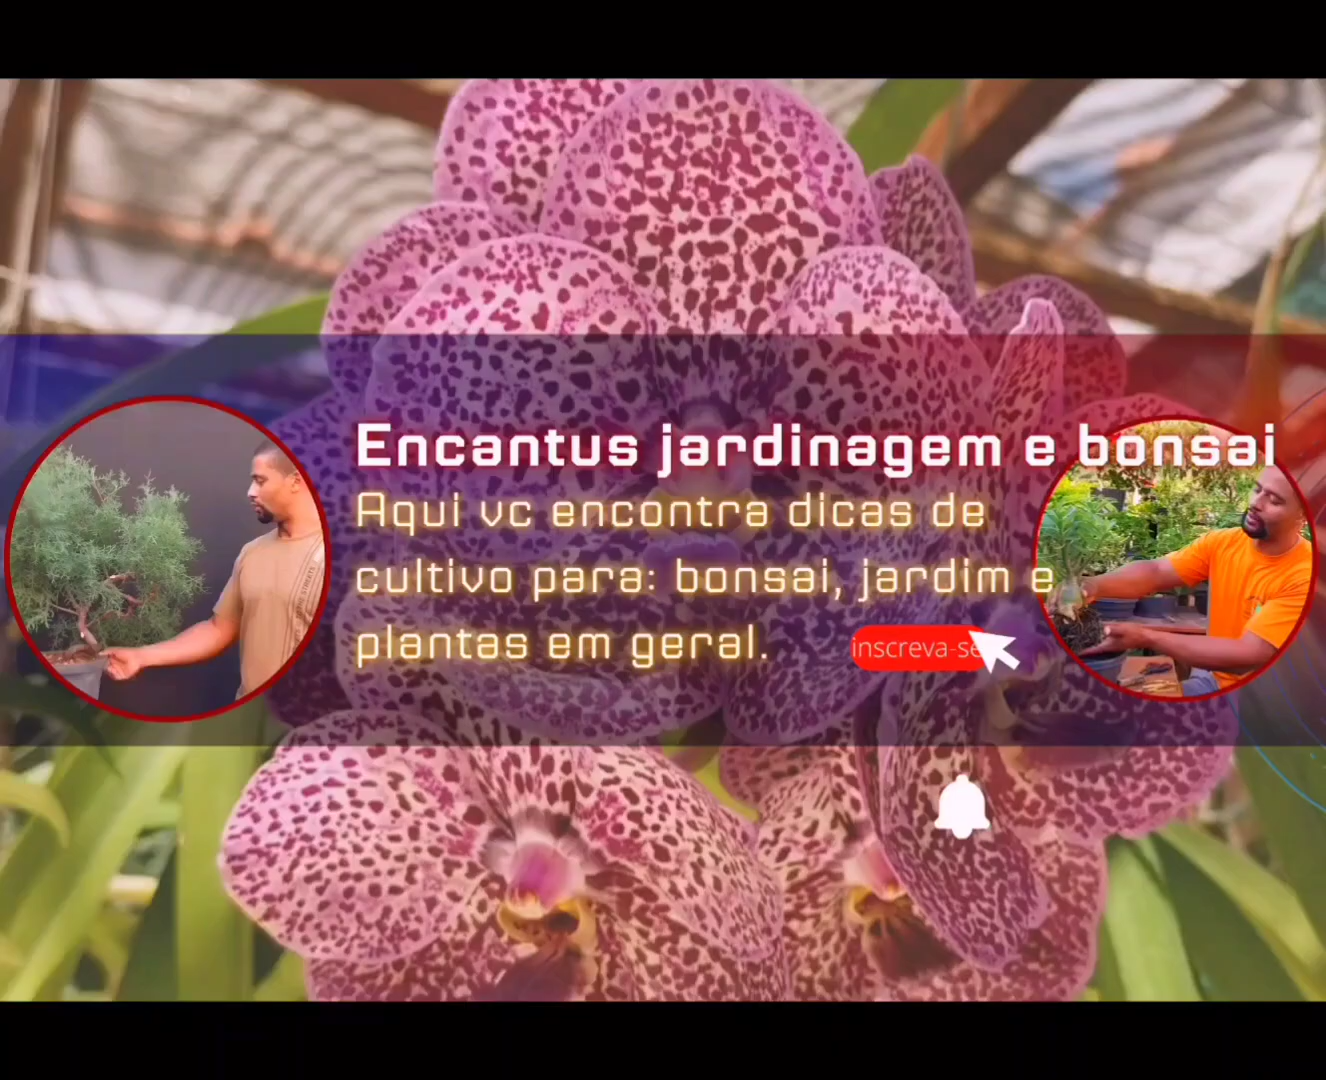 Encantus jardinagem e bonsai
Aqui vc encontra dicas de
cultivo para: bonsai, jardim e
plantas em geral.
inscreva-se